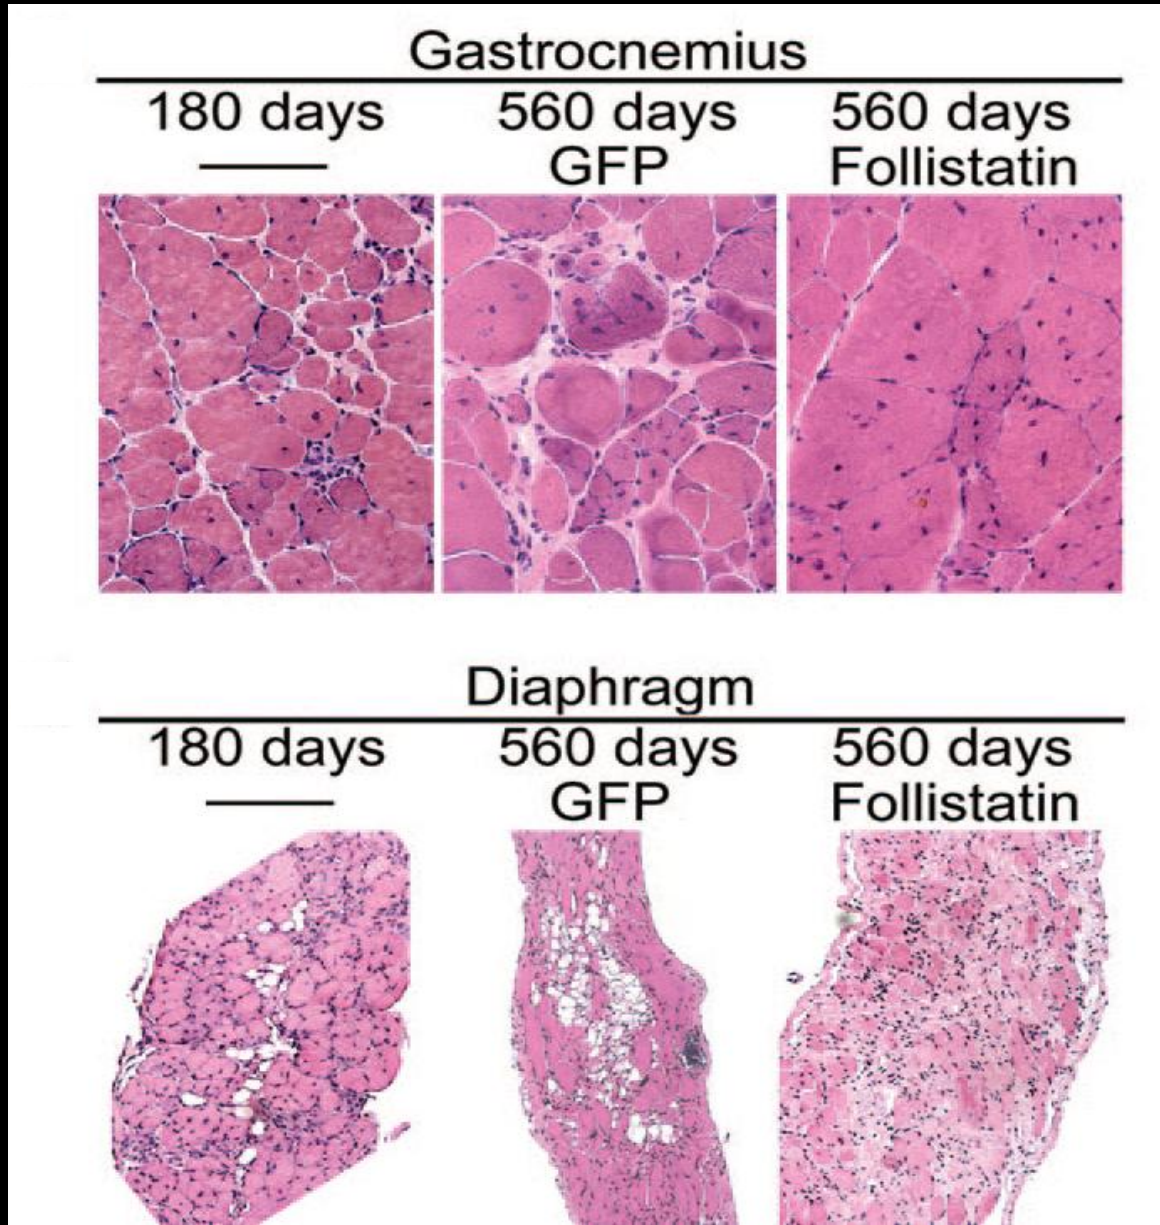 Gastrocnemius
180 days
560 days
560 days
GFP
Follistatin
Diaphragm
180 days
560 days
560 days
GFP
Follistatin